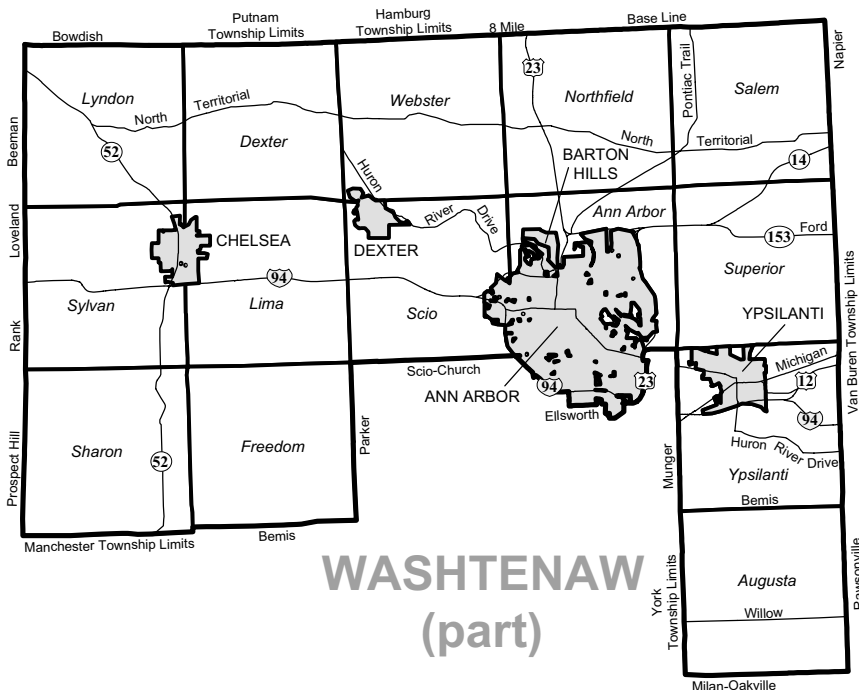 Putnam
Township Limits
Hamburg
Township Limits
Bowdish
8 Mile
Base Line
Napier
23
Pontiac Trail
Lyndon
Webster
Northfield
Salem
North
Territorial
Beeman
52
Dexter
North
Territorial
Huron
BARTON
HILLS
14
River
Drive
Ann Arbor
Loveland
CHELSEA
DEXTER
153
Ford
94
Superior
Sylvan
Lima
Scio
YPSILANTI
Rank
Van Buren Township Limits
Scio-Church
Michigan
94
23
12
ANN ARBOR
Ellsworth
94
Prospect Hill
Sharon
Freedom
Parker
52
Munger
Huron
River
Drive
Ypsilanti
Bemis
Manchester Township Limits
Bemis
WASHTENAW
(part)
York
Township Limits
Augusta
Rawsonville
Willow
Milan-Oakville